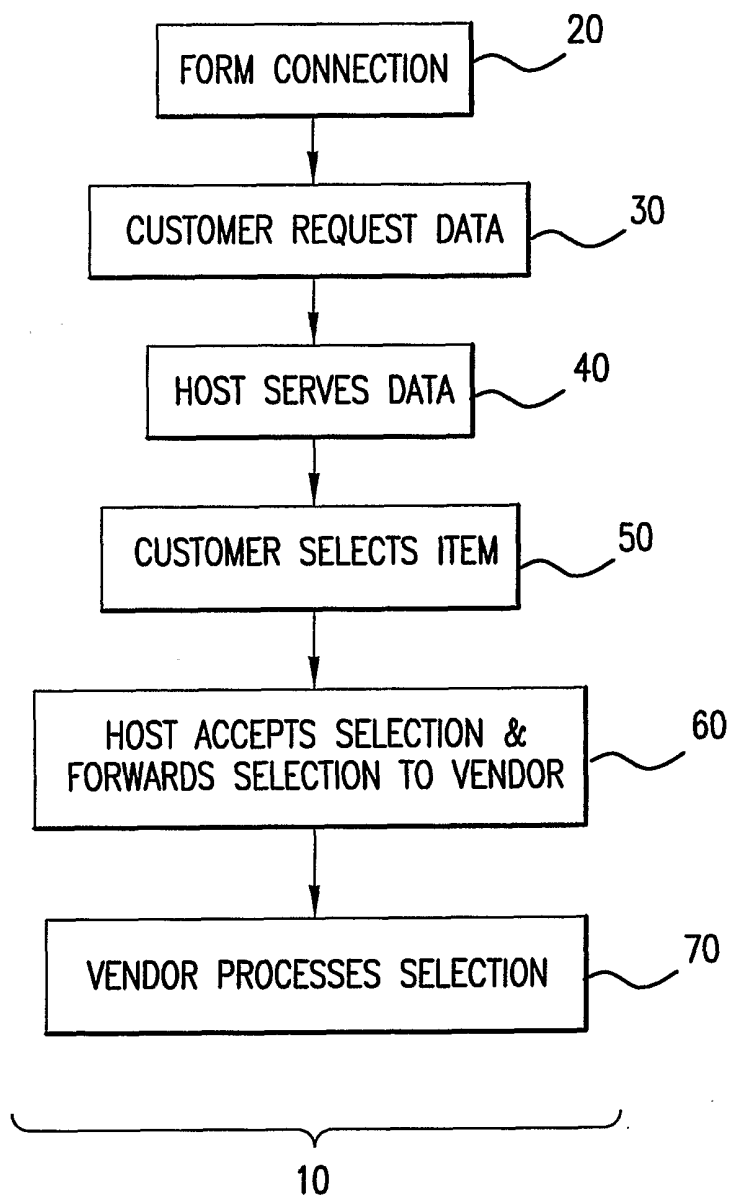 FORM CONNECTION
20
CUSTOMER REQUEST DATA
30
HOST SERVES DATA
40
CUSTOMER SELECTS ITEM
50
HOST ACCEPTS SELECTION &
FORWARDS SELECTION TO VENDOR
60
VENDOR PROCESSES SELECTION
70
10